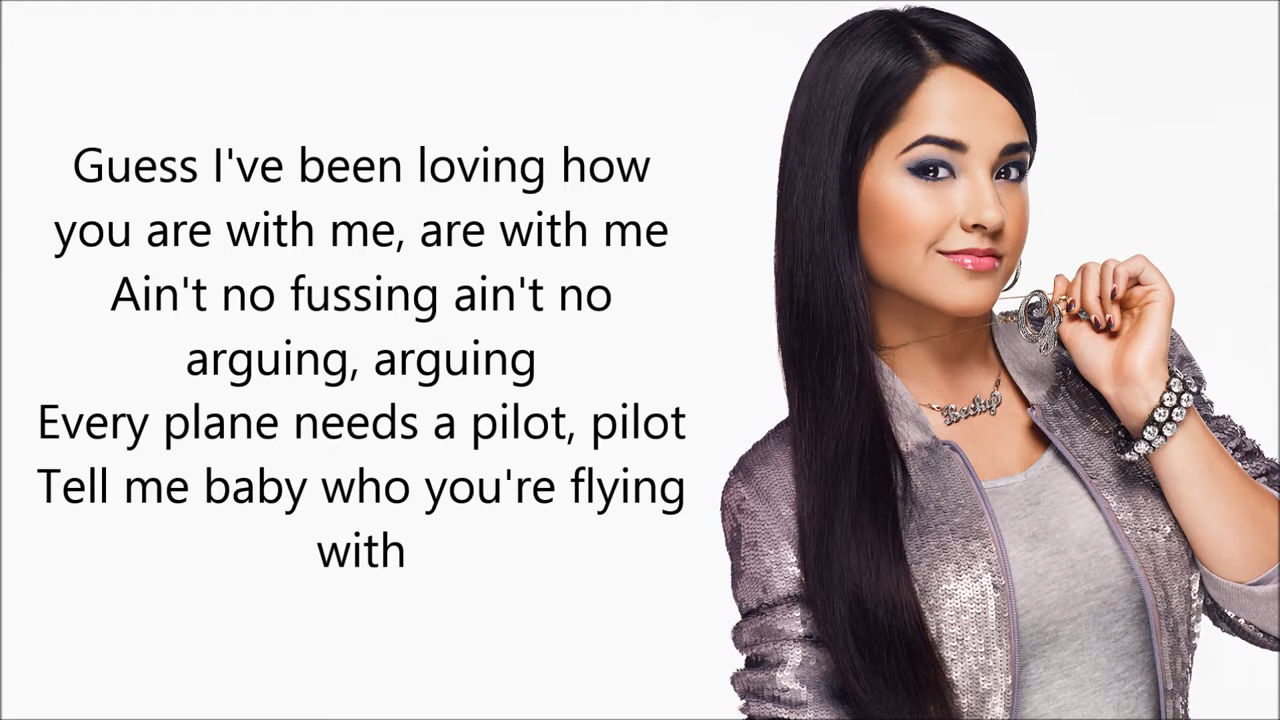 Guess I've been loving how
you are with me, are with me
Ain't no fussing ain't no
arguing, arguing
Every plane needs a pilot, pilot
Tell me baby who you're flying
with
Becky
G